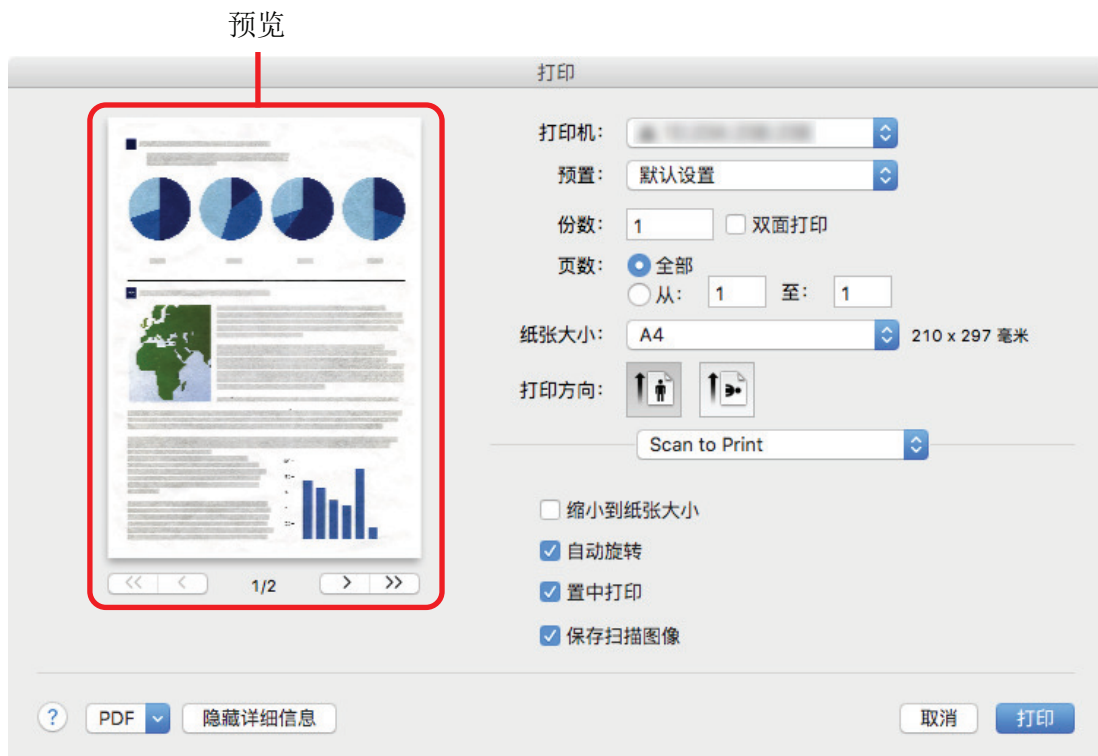 预览
打印
打印机:
预置: 默认设置
份数: 1 双面打印
页数: 全部
从: 1 至: 1
纸张大小: A4 210 x 297 毫米
打印方向:
Scan to Print
缩小到纸张大小
自动旋转
置中打印
保存扫描图像
1/2
? PDF 隐藏详细信息 取消 打印